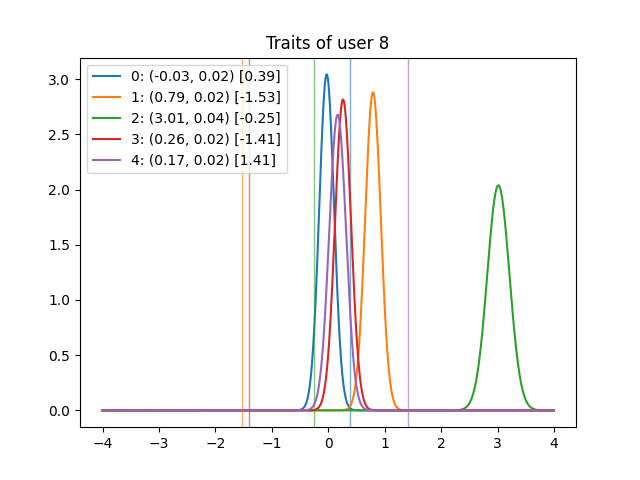 Traits of user 8
0: (-0.03, 0.02) [0.39]
1: (0.79, 0.02) [-1.53]
2: (3.01, 0.04) [-0.25]
3: (0.26, 0.02) [-1.41]
4: (0.17, 0.02) [1.41]
3.0
2.5
2.0
1.5
1.0
0.5
0.0
−4 −3 −2 −1 0 1 2 3 4